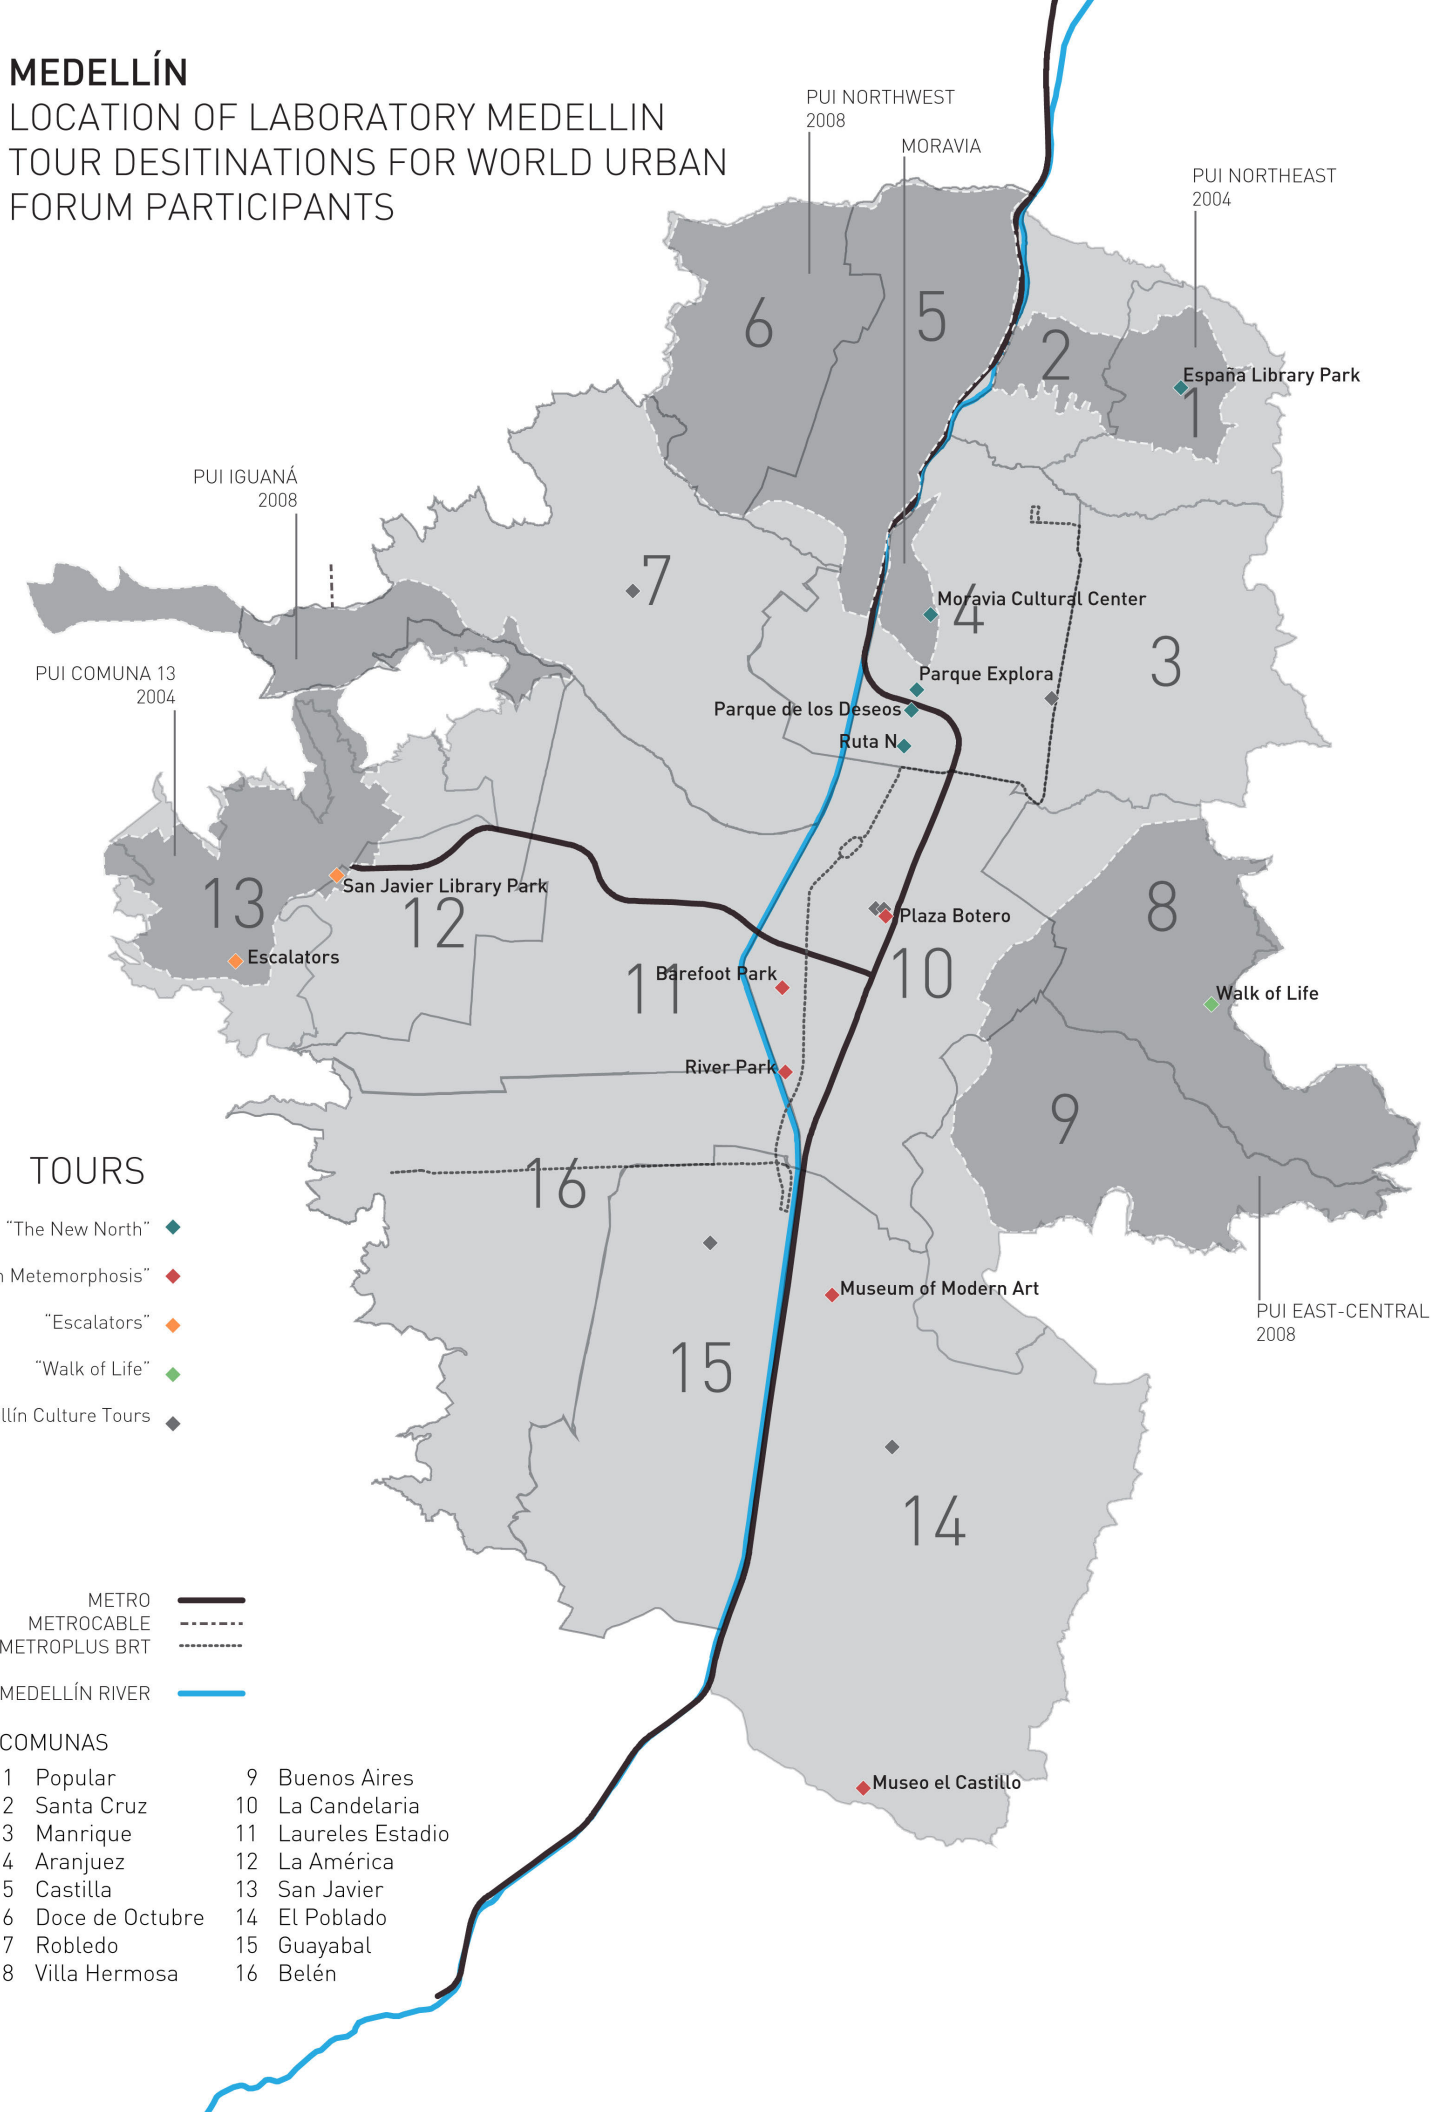 MEDELLÍN
LOCATION OF LABORATORY MEDELLIN
TOUR DESITINATIONS FOR WORLD URBAN
FORUM PARTICIPANTS
PUI NORTHWEST
2008
MORAVIA
PUI NORTHEAST
2004
6
5
2
España Library Park
1
PUI IGUANÁ
2008
7
Moravia Cultural Center
4
3
PUI COMUNA 13
2004
Parque Explora
Parque de los Deseos
Ruta N
13
San Javier Library Park
12
8
Plaza Botero
Escalators
Barefoot Park
11
10
Walk of Life
River Park
9
16
TOURS
“The New North”
Metemorphosis”
“Escalators”
“Walk of Life”
Culture Tours
Museum of Modern Art
PUI EAST-CENTRAL
2008
15
14
METRO
METROCABLE
METROPLUS BRT
MEDELLÍN RIVER
Museo el Castillo
COMUNAS
1 Popular
2 Santa Cruz
3 Manrique
4 Aranjuez
5 Castilla
6 Doce de Octubre
7 Robledo
8 Villa Hermosa
9 Buenos Aires
10 La Candelaria
11 Laureles Estadio
12 La América
13 San Javier
14 El Poblado
15 Guayabal
16 Belén